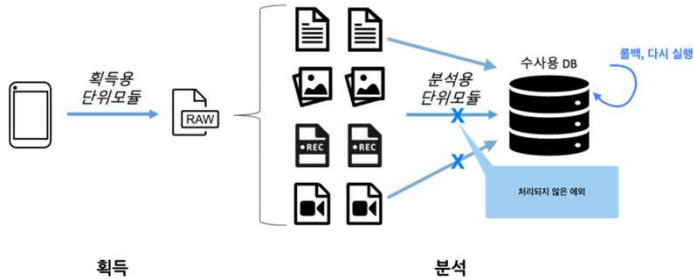 획득용
단위모듈
RAW
REC
REC
분석용
단위모듈
X
X
수사용 DB
롤백, 다시 실행
처리되지 않은 예외
획득
분석